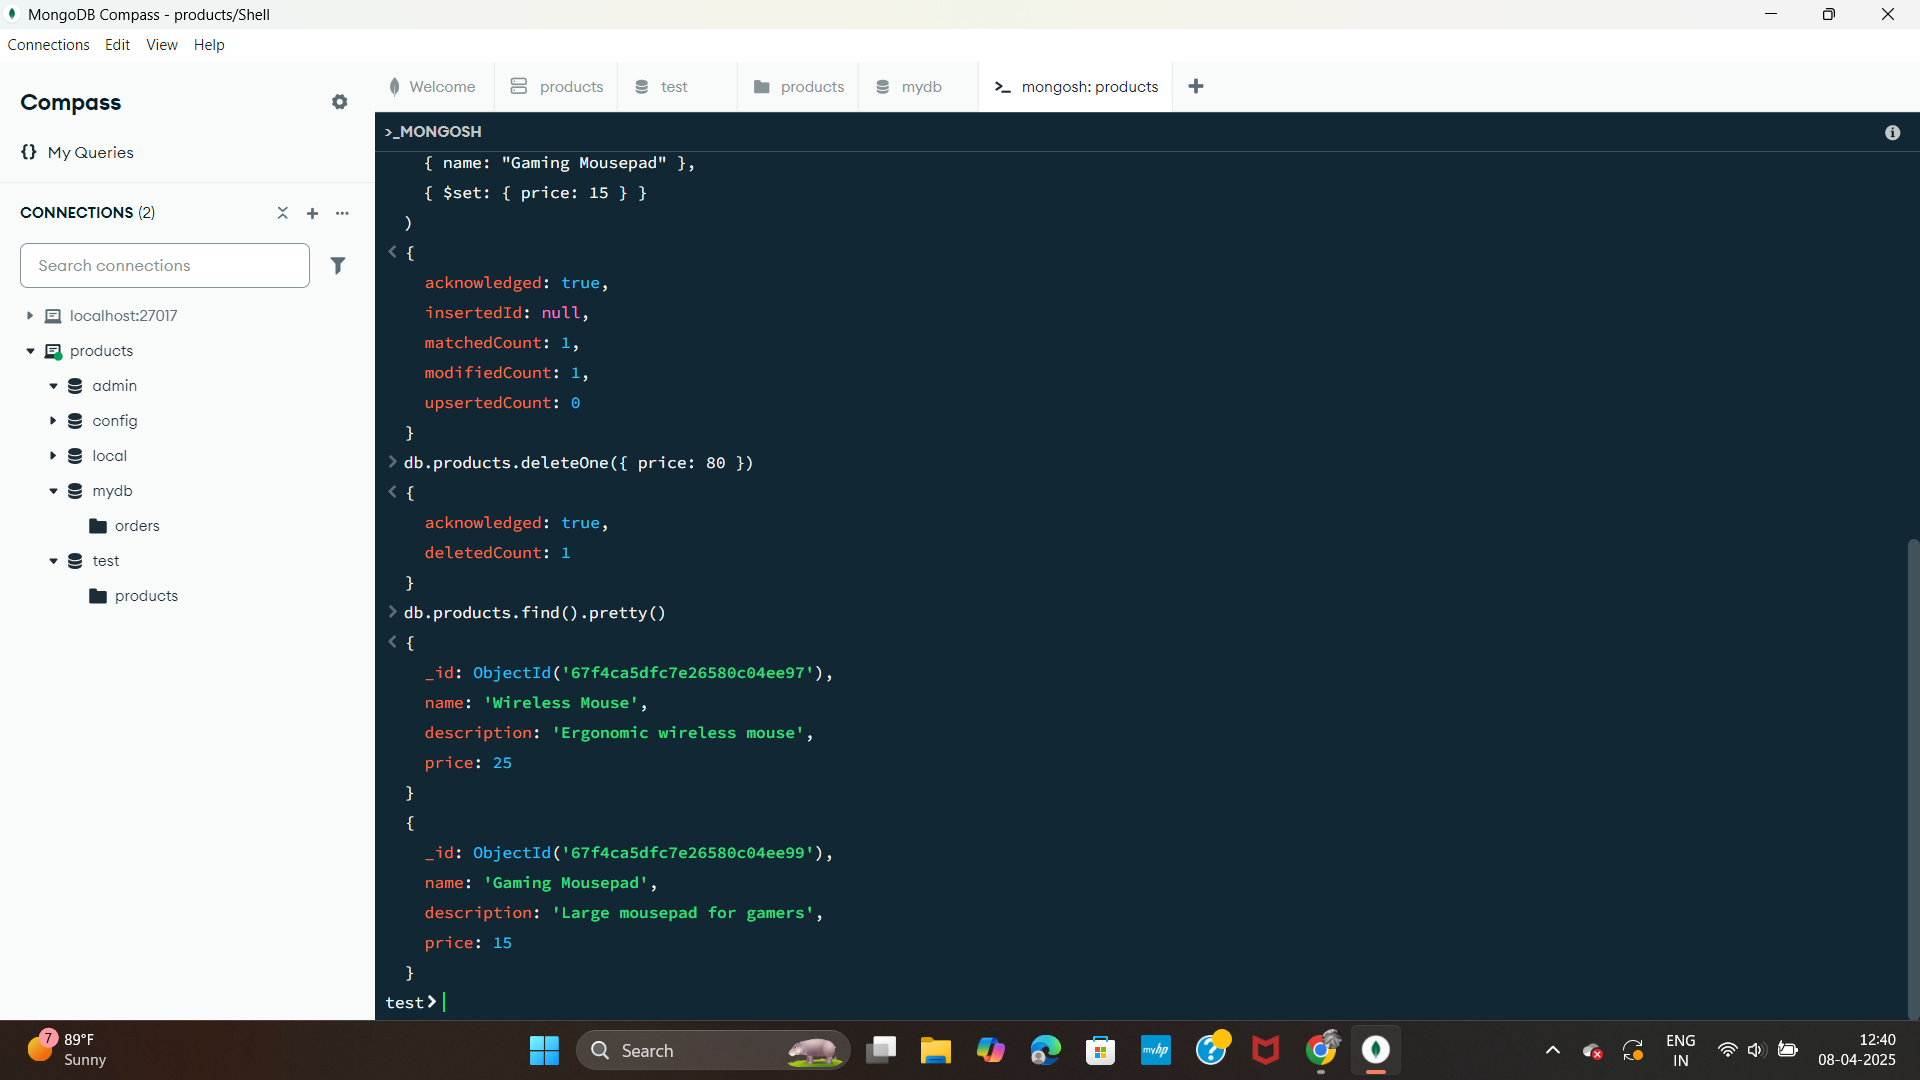 MongoDB Compass - products/Shell
Connections Edit View Help
Compass
{} My Queries
CONNECTIONS (2)
Search connections
localhost:27017
products
admin
config
local
mydb
orders
test
products
Welcome products test products mydb >_ mongosh: products
>_MONGOSH
{ name: "Gaming Mousepad" },
{ $set: { price: 15 } }
)
< {
acknowledged: true,
insertedId: null,
matchedCount: 1,
modifiedCount: 1,
upsertedCount: 0
}
> db.products.deleteOne({ price: 80 })
< {
acknowledged: true,
deletedCount: 1
}
> db.products.find().pretty()
< {
_id: ObjectId('67f4ca5dfc7e26580c04ee97'),
name: 'Wireless Mouse',
description: 'Ergonomic wireless mouse',
price: 25
}
{
_id: ObjectId('67f4ca5dfc7e26580c04ee99'),
name: 'Gaming Mousepad',
description: 'Large mousepad for gamers',
price: 15
}
test>
7
89°F
Sunny
Search
myhp
?
ENG
IN
12:40
08-04-2025